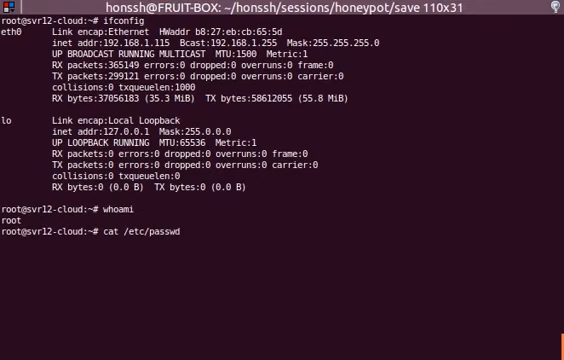 honssh@FRUIT-BOX: ~/honssh/sessions/honeypot/save 110x31
root@svr12-cloud:~# ifconfig
eth0 Link encap:Ethernet HWaddr b8:27:eb:cb:65:5d
inet addr:192.168.1.115 Bcast:192.168.1.255 Mask:255.255.255.0
UP BROADCAST RUNNING MULTICAST MTU:1500 Metric:1
RX packets:365149 errors:0 dropped:0 overruns:0 frame:0
TX packets:299121 errors:0 dropped:0 overruns:0 carrier:0
collisions:0 txqueuelen:1000
RX bytes:37056183 (35.3 MiB) TX bytes:58612055 (55.8 MiB)
lo Link encap:Local Loopback
inet addr:127.0.0.1 Mask:255.0.0.0
UP LOOPBACK RUNNING MTU:65536 Metric:1
RX packets:0 errors:0 dropped:0 overruns:0 frame:0
TX packets:0 errors:0 dropped:0 overruns:0 carrier:0
collisions:0 txqueuelen:0
RX bytes:0 (0.0 B) TX bytes:0 (0.0 B)
root@svr12-cloud:~# whoami
root
root@svr12-cloud:~# cat /etc/passwd